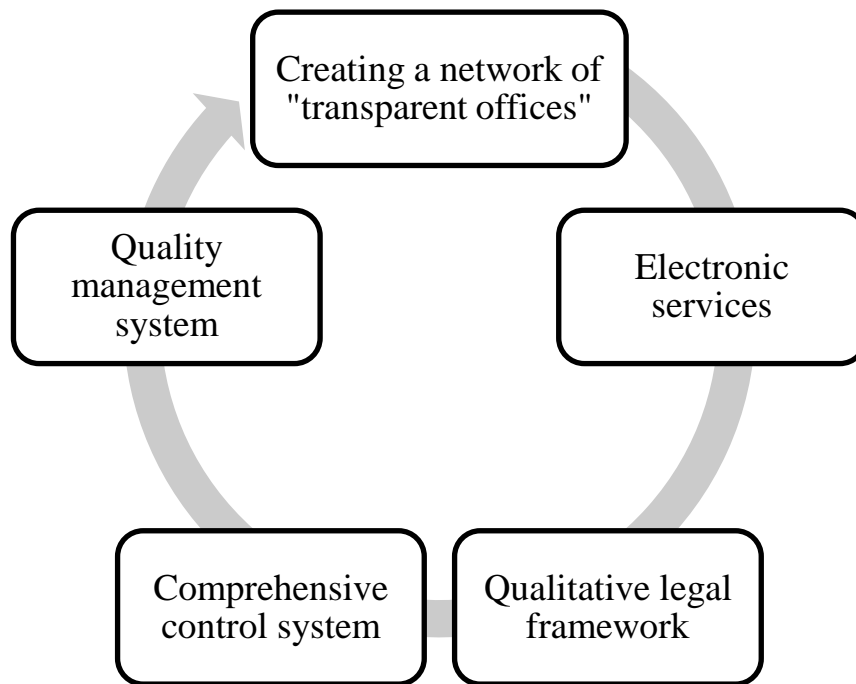 Creating a network of
"transparent offices"
Electronic
services
Qualitative legal
framework
Comprehensive
control system
Quality
management
system